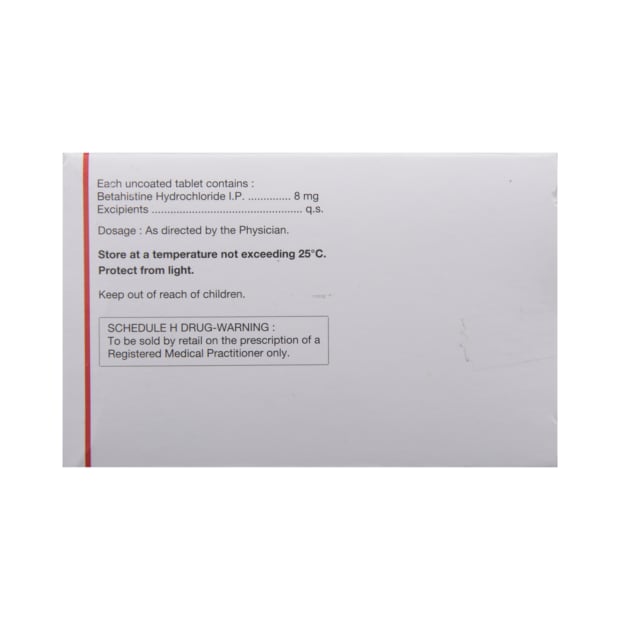 Each uncoated tablet contains :
Betahistine Hydrochloride I.P. .............. 8 mg
Excipients ................................................. q.s.
Dosage : As directed by the Physician.
Store at a temperature not exceeding 25°C.
Protect from light.
Keep out of reach of children.
SCHEDULE H DRUG-WARNING :
To be sold by retail on the prescription of a
Registered Medical Practitioner only.